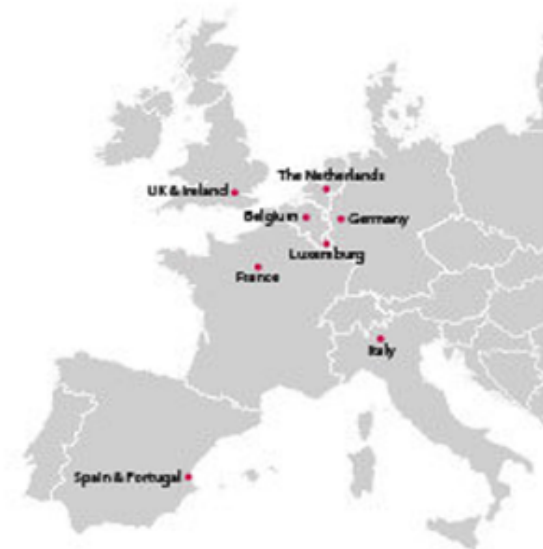 The Netherlands
UK & Ireland
Belgium
Germany
Luxemburg
France
Italy
Spain & Portugal